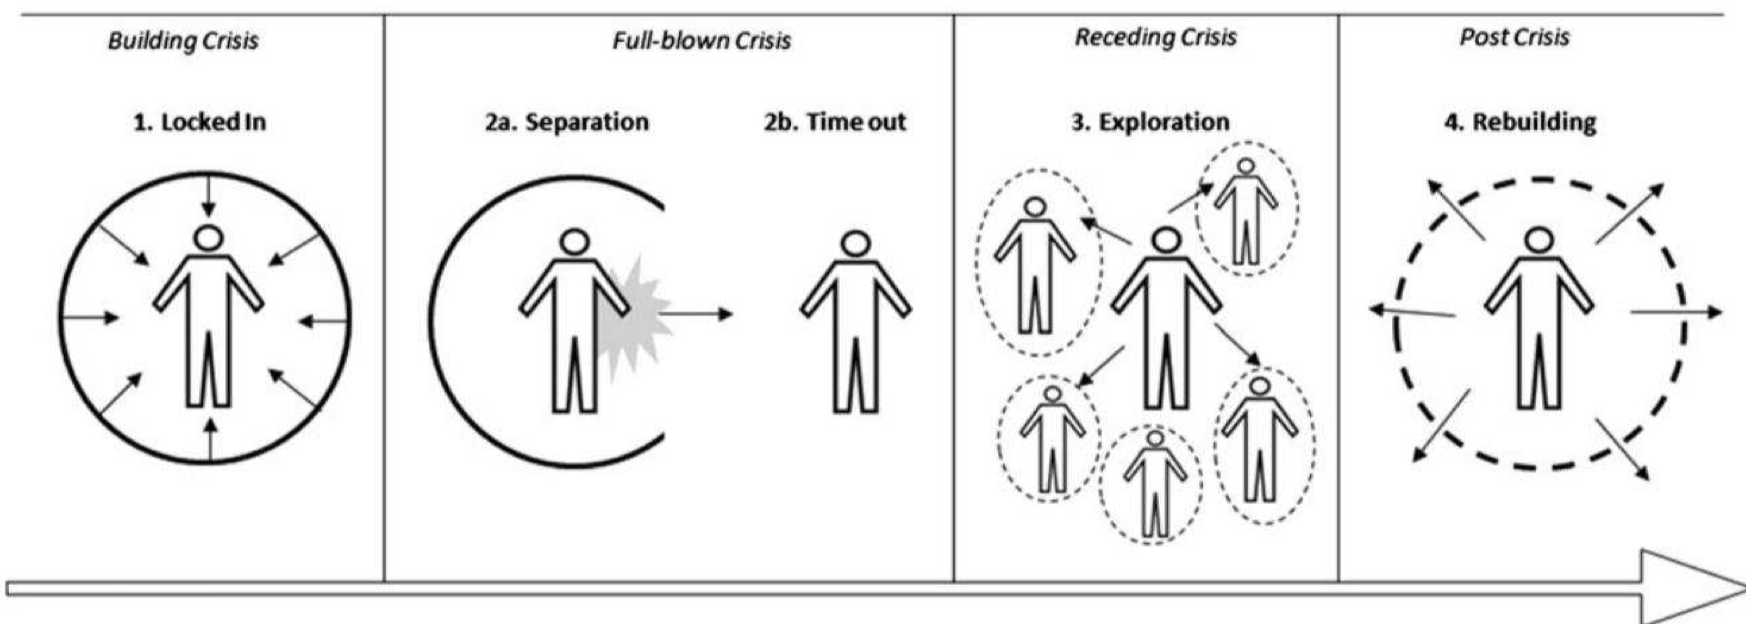 Building Crisis
Full-blown Crisis
Receding Crisis
Post Crisis
1. Locked In
2a. Separation
2b. Time out
3. Exploration
4. Rebuilding